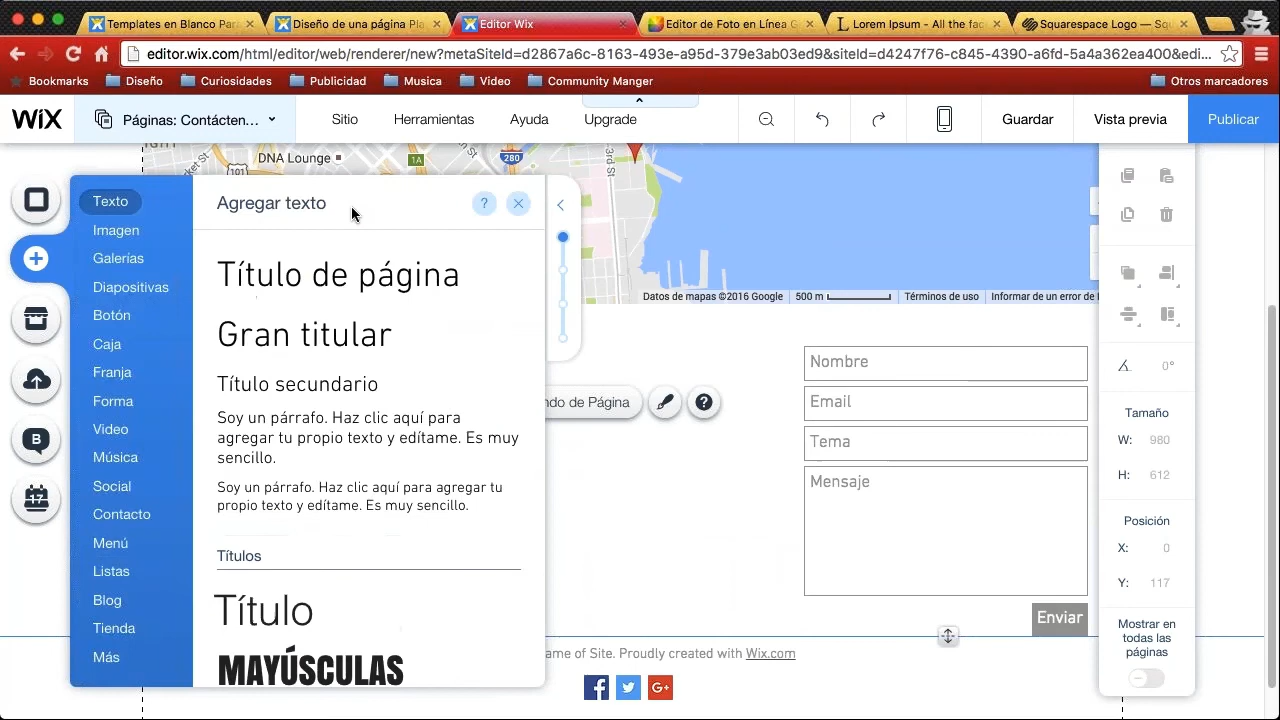 Templates en Blanco Para
Diseño de una página Pla
Editor Wix
Editor de Foto en Línea G
Lorem Ipsum - All the fac
Squarespace Logo — Sq
editor.wix.com/html/editor/web/renderer/new?metaSiteId=d2867a6c-8163-493e-a95d-3793a3ab03ed9&siteId=d4247f76-c845-4390-a6fd-5a4a362ea400&edi...
Bookmarks
Diseño
Curiosidades
Publicidad
Musica
Video
Community Manger
Otros marcadores
WiX
Páginas: Contácten...
Sitio
Herramientas
Ayuda
Upgrade
Guardar
Vista previa
Publicar
DNA Lounge
1A
280
101
3rd St
Texto
Imagen
Galerías
Diapositivas
Botón
Caja
Franja
Forma
Video
Música
Social
Contacto
Menú
Listas
Blog
Tienda
Más
Agregar texto
?
Título de página
Gran titular
Título secundario
Soy un párrafo. Haz clic aquí para
agregar tu propio texto y edítame. Es muy
sencillo.
Soy un párrafo. Haz clic aquí para agregar tu
propio texto y edítame. Es muy sencillo.
Títulos
Título
MAYÚSCULAS
B
17
Datos de mapas ©2016 Google
500 m
Términos de uso
Informar de un error de
ndo de Página
?
Nombre
Email
Tema
Mensaje
Enviar
ame of Site. Proudly created with Wix.com
f
G+
0°
Tamaño
W: 980
H: 612
Posición
X: 0
Y: 117
Mostrar en
todas las
páginas